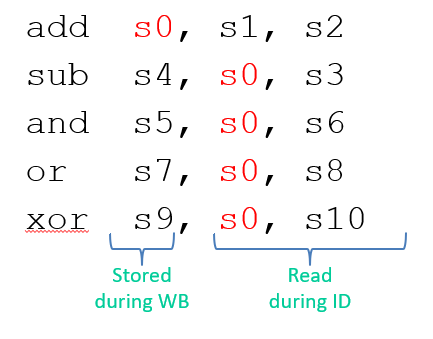 add s0, s1, s2
sub s4, s0, s3
and s5, s0, s6
or s7, s0, s8
xor s9, s0, s10
Stored
during WB
Read
during ID